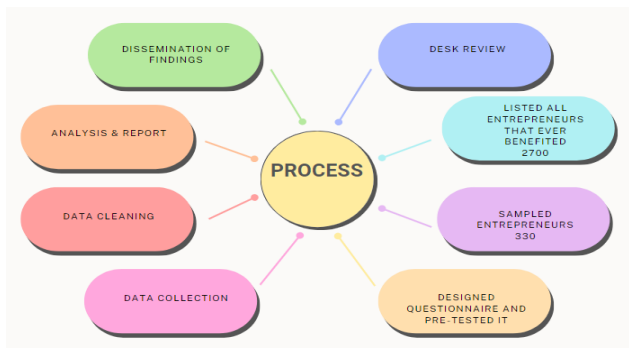 DISSEMINATION OF
FINDINGS
DESK REVIEW
ANALYSIS & REPORT
LISTED ALL
ENTREPRENEURS
THAT EVER
BENEFITED
2700
PROCESS
DATA CLEANING
SAMPLED
ENTREPRENEURS
330
DATA COLLECTION
DESIGNED
QUESTIONNAIRE AND
PRE-TESTED IT